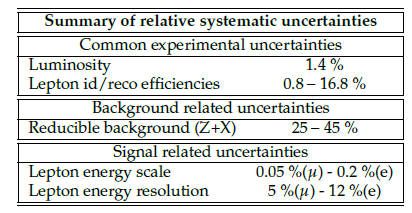 Summary of relative systematic uncertainties
Common experimental uncertainties
Luminosity 1.4 %
Lepton id/reco efficiencies 0.8 – 16.8 %
Background related uncertainties
Reducible background (Z+X) 25 – 45 %
Signal related uncertainties
Lepton energy scale 0.05 %(μ) - 0.2 %(e)
Lepton energy resolution 5 %(μ) - 12 %(e)